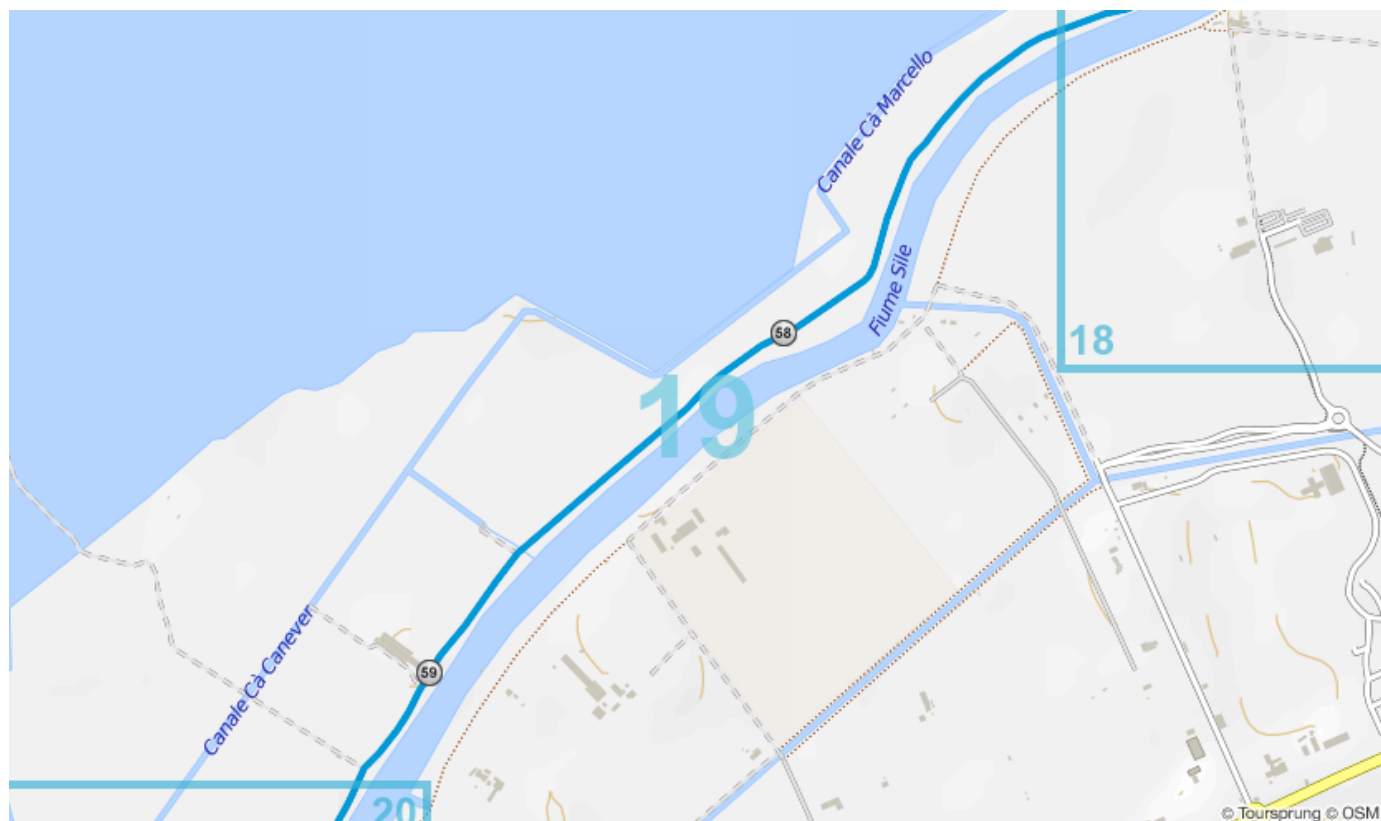 Canale Cà Marcello
58
Fiume Sile
18
19
59
Canale Cà Canever
20
© Toursprung © OSM